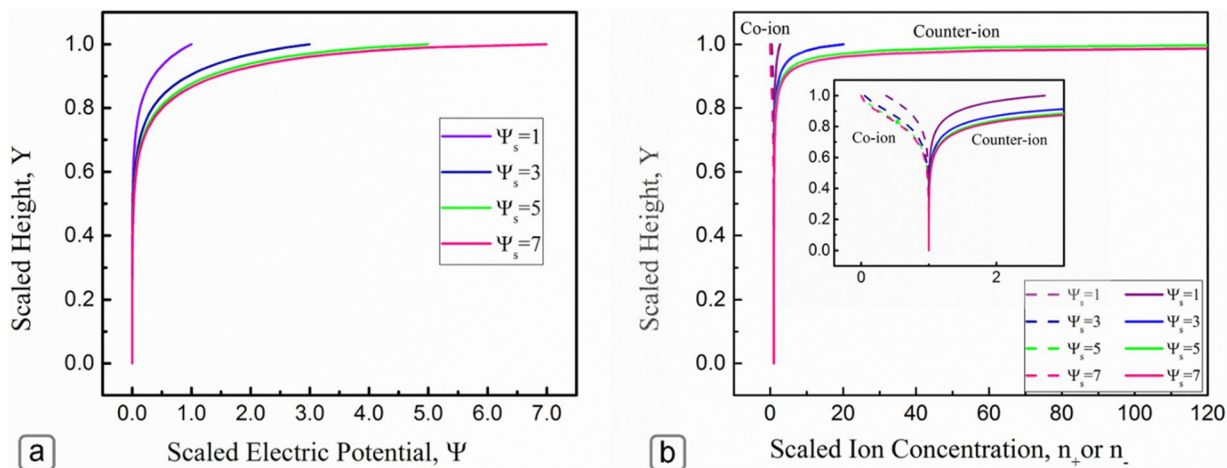 Scaled Height, Y
1.0
0.8
0.6
0.4
0.2
0.0
0.0 1.0 2.0 3.0 4.0 5.0 6.0 7.0
Ψs=1
Ψs=3
Ψs=5
Ψs=7
a
Scaled Electric Potential, Ψ
Scaled Height, Y
Co-ion
Counter-ion
1.0
0.8
0.6
0.4
0.2
0.0
1.0
0.8
0.6
0.4
0.2
0.0
Co-ion
Counter-ion
0 2
Ψs=1 Ψs=1
Ψs=3 Ψs=3
Ψs=5 Ψs=5
Ψs=7 Ψs=7
0 20 40 60 80 100 120
b
Scaled Ion Concentration, n+ or n-